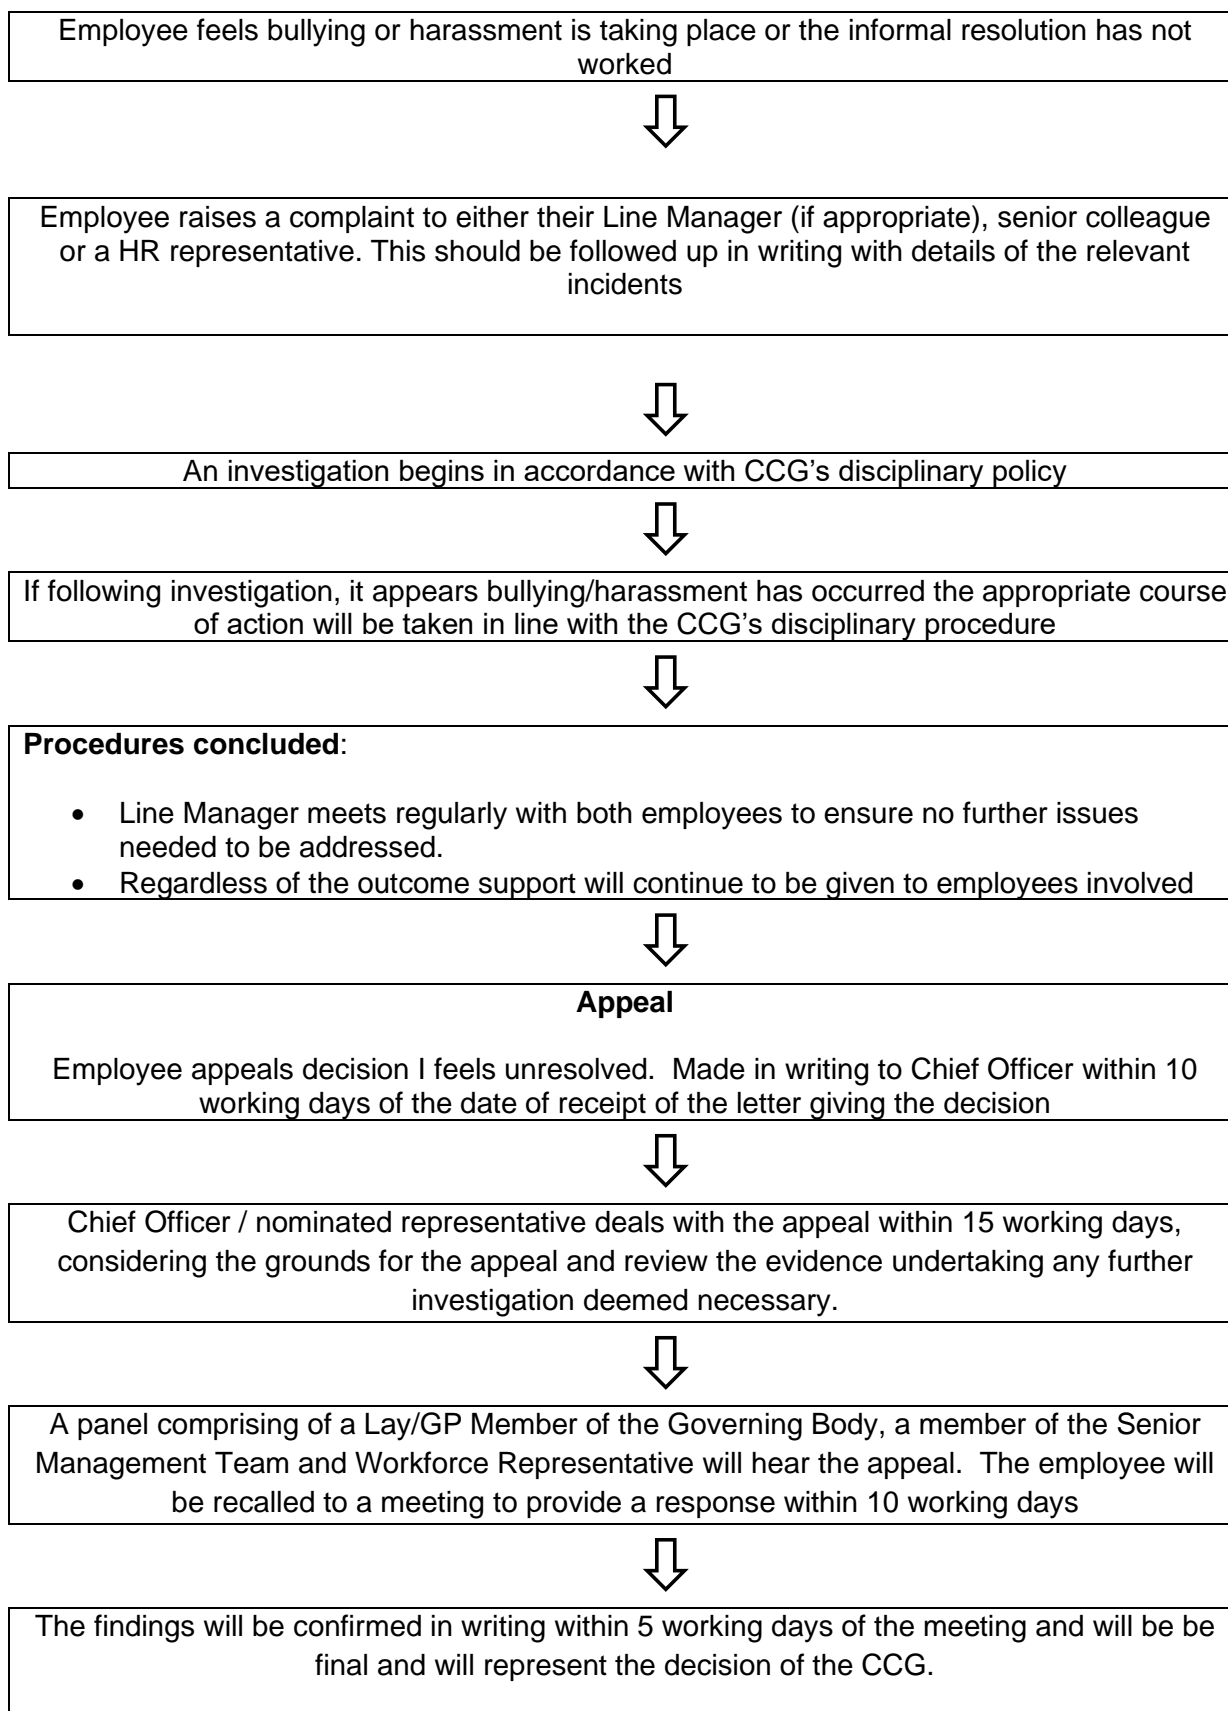 Employee feels bullying or harassment is taking place or the informal resolution has not
worked
Employee raises a complaint to either their Line Manager (if appropriate), senior colleague
or a HR representative. This should be followed up in writing with details of the relevant
incidents
An investigation begins in accordance with CCG’s disciplinary policy
If following investigation, it appears bullying/harassment has occurred the appropriate course
of action will be taken in line with the CCG’s disciplinary procedure
Procedures concluded:
• Line Manager meets regularly with both employees to ensure no further issues
needed to be addressed.
• Regardless of the outcome support will continue to be given to employees involved
Appeal
Employee appeals decision I feels unresolved.  Made in writing to Chief Officer within 10
working days of the date of receipt of the letter giving the decision
Chief Officer / nominated representative deals with the appeal within 15 working days,
considering the grounds for the appeal and review the evidence undertaking any further
investigation deemed necessary.
A panel comprising of a Lay/GP Member of the Governing Body, a member of the Senior
Management Team and Workforce Representative will hear the appeal.  The employee will
be recalled to a meeting to provide a response within 10 working days
The findings will be confirmed in writing within 5 working days of the meeting and will be be
final and will represent the decision of the CCG.